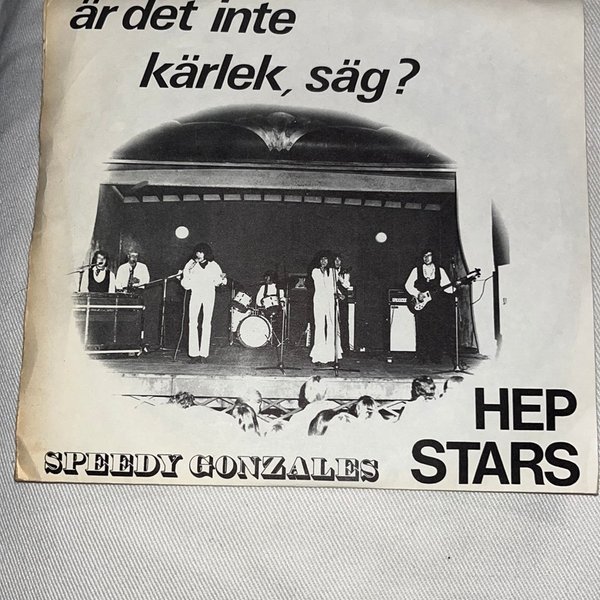 är det inte
kärlek, säg?
HEP
STARS
SPEEDY GONZALES